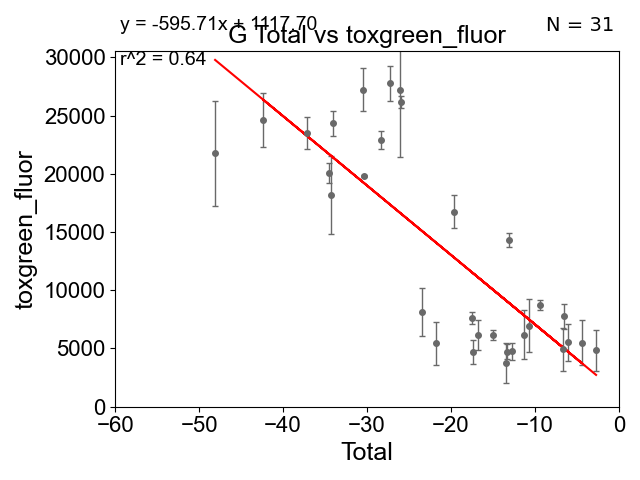 y = -595.71x + 1117.70
N = 31
G Total vs toxgreen_fluor
r^2 = 0.64
30000
25000
20000
15000
10000
5000
0
toxgreen_fluor
−60
−50
−40
−30
−20
−10
0
Total